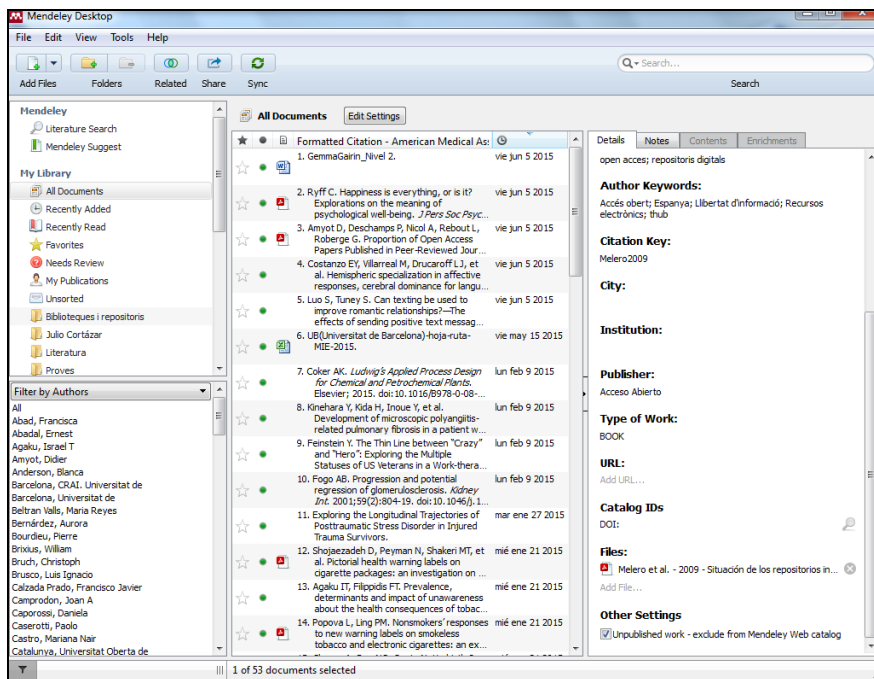 Mendeley Desktop
File Edit View Tools Help
Add Files Folders Related Share Sync
Search...
Search
Mendeley
Literature Search
Mendeley Suggest
My Library
All Documents
Recently Added
Recently Read
Favorites
Needs Review
My Publications
Unsorted
Biblioteques i repositoris
Julio Cortázar
Literatura
Proves
Filter by Authors
All
Abad, Francisca
Abadal, Ernest
Agaku, Israel T
Amyot, Didier
Anderson, Blanca
Barcelona, CRAI. Universitat de
Barcelona, Universitat de
Beltran Valls, Maria Reyes
Bernárdez, Aurora
Bourdieu, Pierre
Brixius, William
Bruch, Christoph
Brusco, Luis Ignacio
Calzada Prado, Francisco Javier
Camprodon, Joan A
Caporossi, Daniela
Caserotti, Paolo
Castro, Mariana Nair
Catalunya, Universitat Oberta de
All Documents Edit Settings
Formatted Citation - American Medical As:
1. GemmaGairin_Nivel 2. vie jun 5 2015
2. Ryff C. Happiness is everything, or is it? vie jun 5 2015
Explorations on the meaning of
psychological well-being. J Pers Soc Psyc...
3. Amyot D, Deschamps P, Nicol A, Rebout L, vie jun 5 2015
Roberge G. Proportion of Open Access
Papers Published in Peer-Reviewed Jour...
4. Costanzo EY, Villarreal M, Drucaroff LJ, et vie jun 5 2015
al. Hemispheric specialization in affective
responses, cerebral dominance for langu...
5. Luo S, Tuney S. Can texting be used to vie jun 5 2015
improve romantic relationships?—The
effects of sending positive text messag...
6. UB(Universitat de Barcelona)-hoja-ruta- vie may 15 2015
MIE-2015.
7. Coker AK. Ludwig's Applied Process Design lun feb 9 2015
for Chemical and Petrochemical Plants.
Elsevier; 2015. doi:10.1016/B978-0-08-...
8. Kinehara Y, Kida H, Inoue Y, et al. lun feb 9 2015
Development of microscopic polyangiitis-
related pulmonary fibrosis in a patient w...
9. Feinstein Y. The Thin Line between "Crazy" lun feb 9 2015
and "Hero": Exploring the Multiple
Statuses of US Veterans in a Work-thera...
10. Fogo AB. Progression and potential lun feb 9 2015
regression of glomerulosclerosis. Kidney
Int. 2001;59(2):804-19. doi:10.1046/j.1...
11. Exploring the Longitudinal Trajectories of mar ene 27 2015
Posttraumatic Stress Disorder in Injured
Trauma Survivors.
12. Shojaezadeh D, Peyman N, Shakeri MT, et mié ene 21 2015
al. Pictorial health warning labels on
cigarette packages: an investigation on ...
13. Agaku IT, Filippidis FT. Prevalence, mié ene 21 2015
determinants and impact of unawareness
about the health consequences of tobac...
14. Popova L, Ling PM. Nonsmokers' responses mié ene 21 2015
to new warning labels on smokeless
tobacco and electronic cigarettes: an ex...
Details Notes Contents Enrichments
open acces; repositoris digitals
Author Keywords:
Accés obert; Espanya; Llibertat d'informació; Recursos
electrònics; thub
Citation Key:
Melero2009
City:
Institution:
Publisher:
Acceso Abierto
Type of Work:
BOOK
URL:
Add URL...
Catalog IDs
DOI:
Files:
Melero et al. - 2009 - Situación de los repositorios in...
Add File...
Other Settings
Unpublished work - exclude from Mendeley Web catalog
1 of 53 documents selected